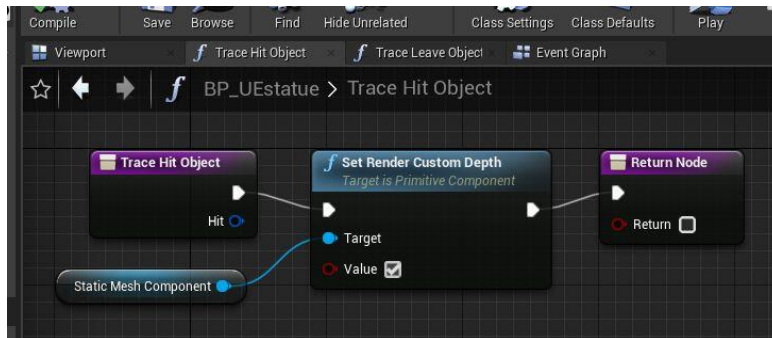 Compile Save Browse Find Hide Unrelated Class Settings Class Defaults Play
Viewport Trace Hit Object Trace Leave Object Event Graph
BP_UEstatue > Trace Hit Object
Trace Hit Object
Hit
Static Mesh Component
Set Render Custom Depth
Target is Primitive Component
Target
Value
Return Node
Return